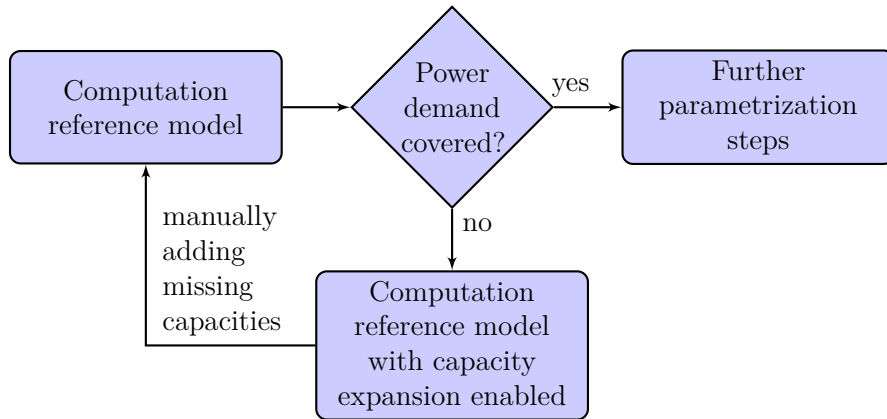 Computation
reference model
Power
demand
covered?
yes
Further
parametrization
steps
no
manually
adding
missing
capacities
Computation
reference model
with capacity
expansion enabled